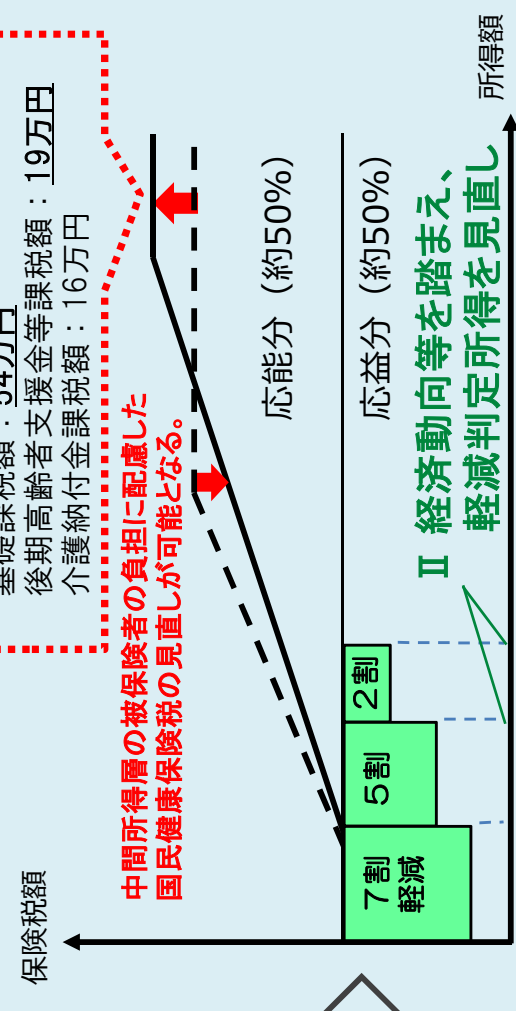 基礎課税額：54万円
後期高齢者支援金等課税額：19万円
介護納付金課税額：16万円
保険税額
中間所得層の被保険者の負担に配慮した
国民健康保険税の見直しが可能となる。
応能分（約50%）
応益分（約50%）
７割
軽減
５割
２割
Ⅱ 経済動向等を踏まえ、
軽減判定所得を見直し
所得額